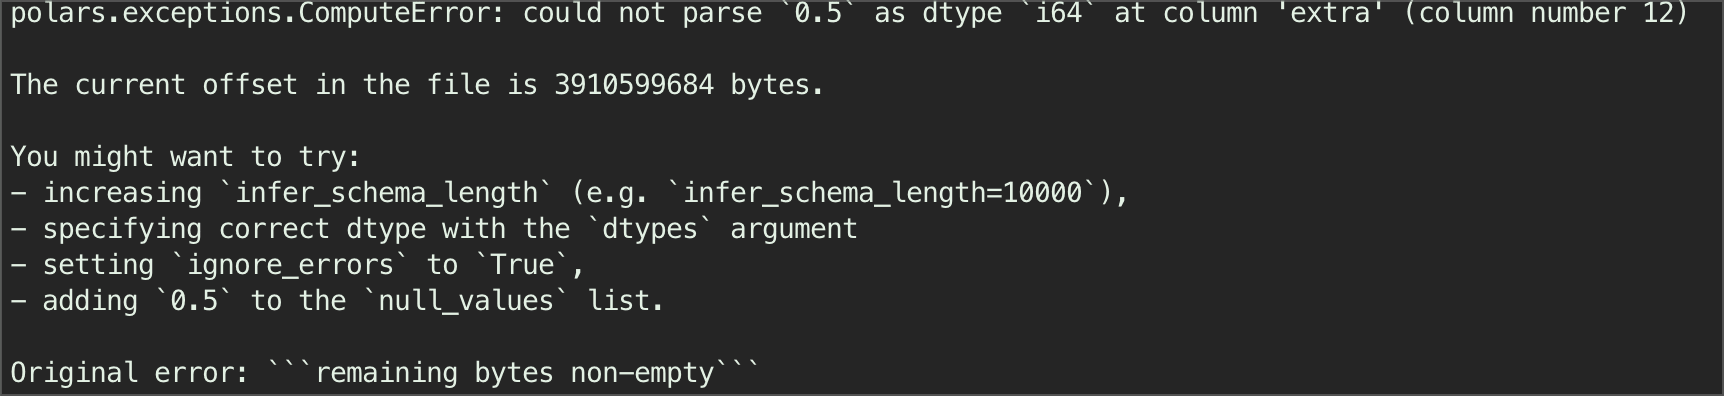 polars.exceptions.ComputeError: could not parse `0.5` as dtype `i64` at column 'extra' (column number 12)
The current offset in the file is 3910599684 bytes.
You might want to try:
- increasing `infer_schema_length` (e.g. `infer_schema_length=10000`),
- specifying correct dtype with the `dtypes` argument
- setting `ignore_errors` to `True`,
- adding `0.5` to the `null_values` list.
Original error: ```remaining bytes non-empty```